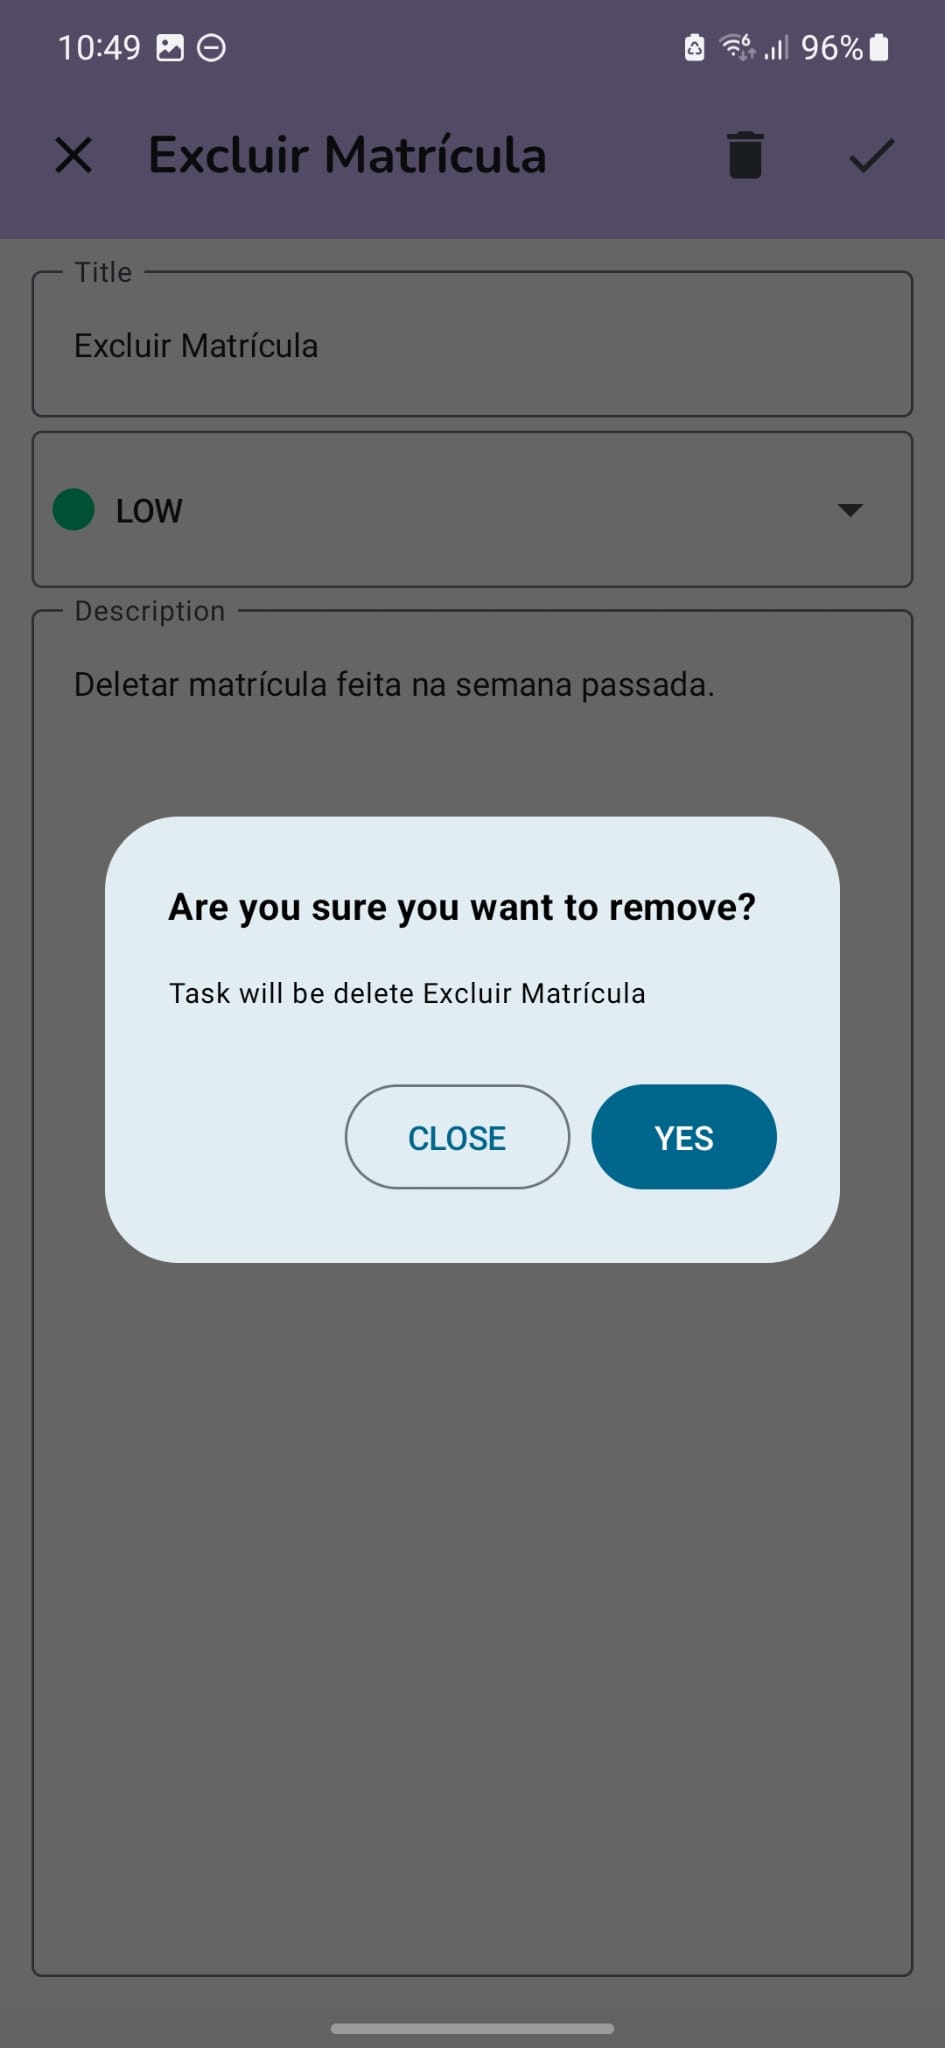 10:49
6
96%
Excluir Matrícula
Title
Excluir Matrícula
LOW
Description
Deletar matrícula feita na semana passada.
Are you sure you want to remove?
Task will be delete Excluir Matrícula
CLOSE
YES